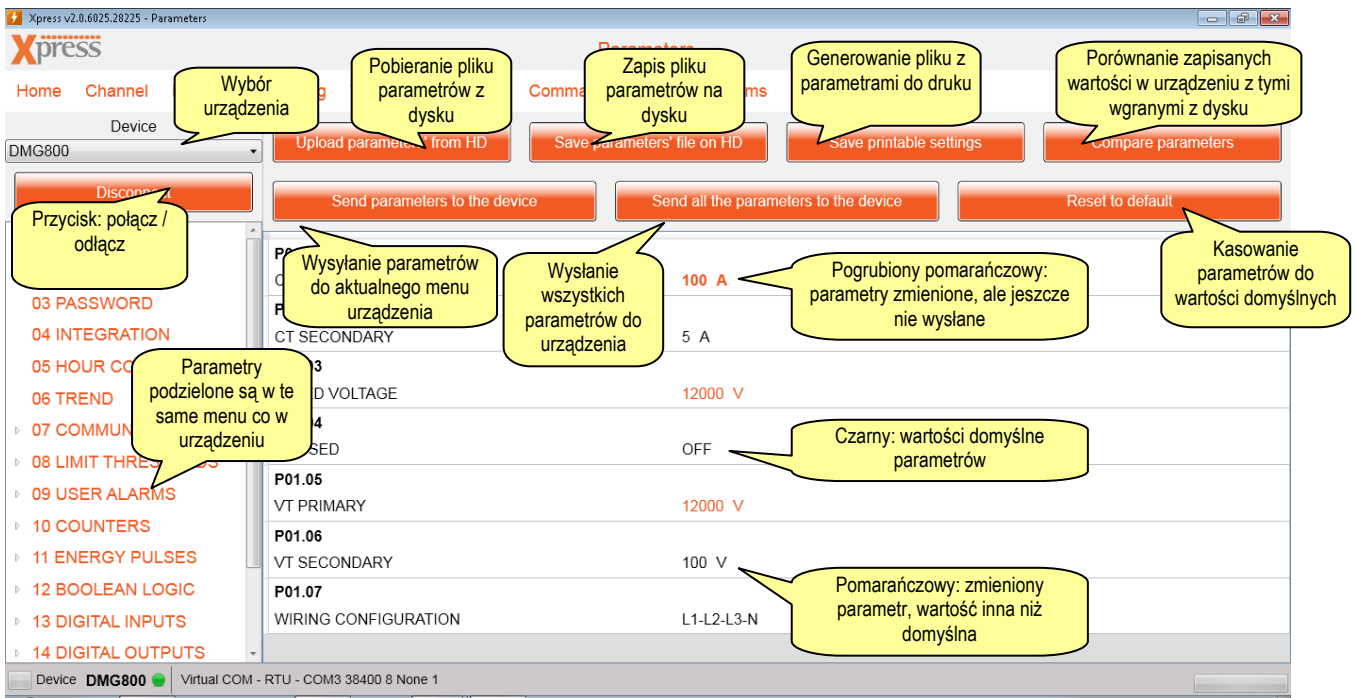 Xpress v2.0.6025.28225 - Parameters
Xpress
Home Channel
Device
DMG800
Disconnect
Upload parameters' from HD
Save parameters' file on HD
Save printable settings
Compare parameters
Send parameters to the device
Send all the parameters to the device
Reset to default
Wybór
urządzenia
Pobieranie pliku
parametrów z
dysku
Zapis pliku
parametrów na
dysku
Generowanie pliku z
parametrami do druku
Porównanie zapisanych
wartości w urządzeniu z tymi
wgranymi z dysku
Przycisk: połącz /
odłącz
Wysyłanie parametrów
do aktualnego menu
urządzenia
Wysłanie
wszystkich
parametrów do
urządzenia
Pogrubiony pomarańczowy:
parametry zmienione, ale jeszcze
nie wysłane
Kasowanie
parametrów do
wartości domyślnych
Parametry
podzielone są w te
same menu co w
urządzeniu
Czarny: wartości domyślne
parametrów
Pomarańczowy: zmieniony
parametr, wartość inna niż
domyślna
03 PASSWORD
04 INTEGRATION
05 HOUR
06 TREND
07
08 LIMIT THRESHOLDS
09 USER ALARMS
10 COUNTERS
11 ENERGY PULSES
12 BOOLEAN LOGIC
13 DIGITAL INPUTS
14 DIGITAL OUTPUTS
100 A
CT SECONDARY 5 A
VOLTAGE 12000 V
OFF
P01.05
VT PRIMARY 12000 V
P01.06
VT SECONDARY 100 V
P01.07
WIRING CONFIGURATION L1-L2-L3-N
Device DMG800 Virtual COM - RTU - COM3 38400 8 None 1